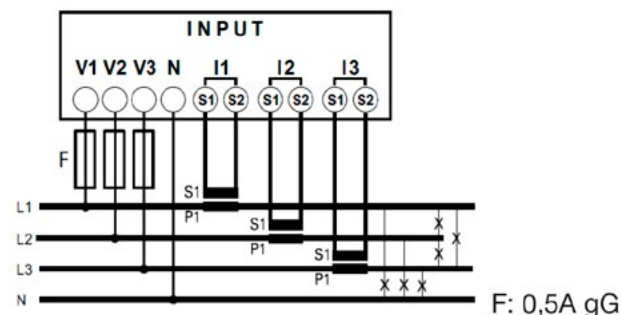 INPUT
V1 V2 V3 N I1 I2 I3
S1 S2 S1 S2 S1 S2
F
S1
L1
P1
S1
L2
P1
S1
L3
P1
N
F: 0,5A gG